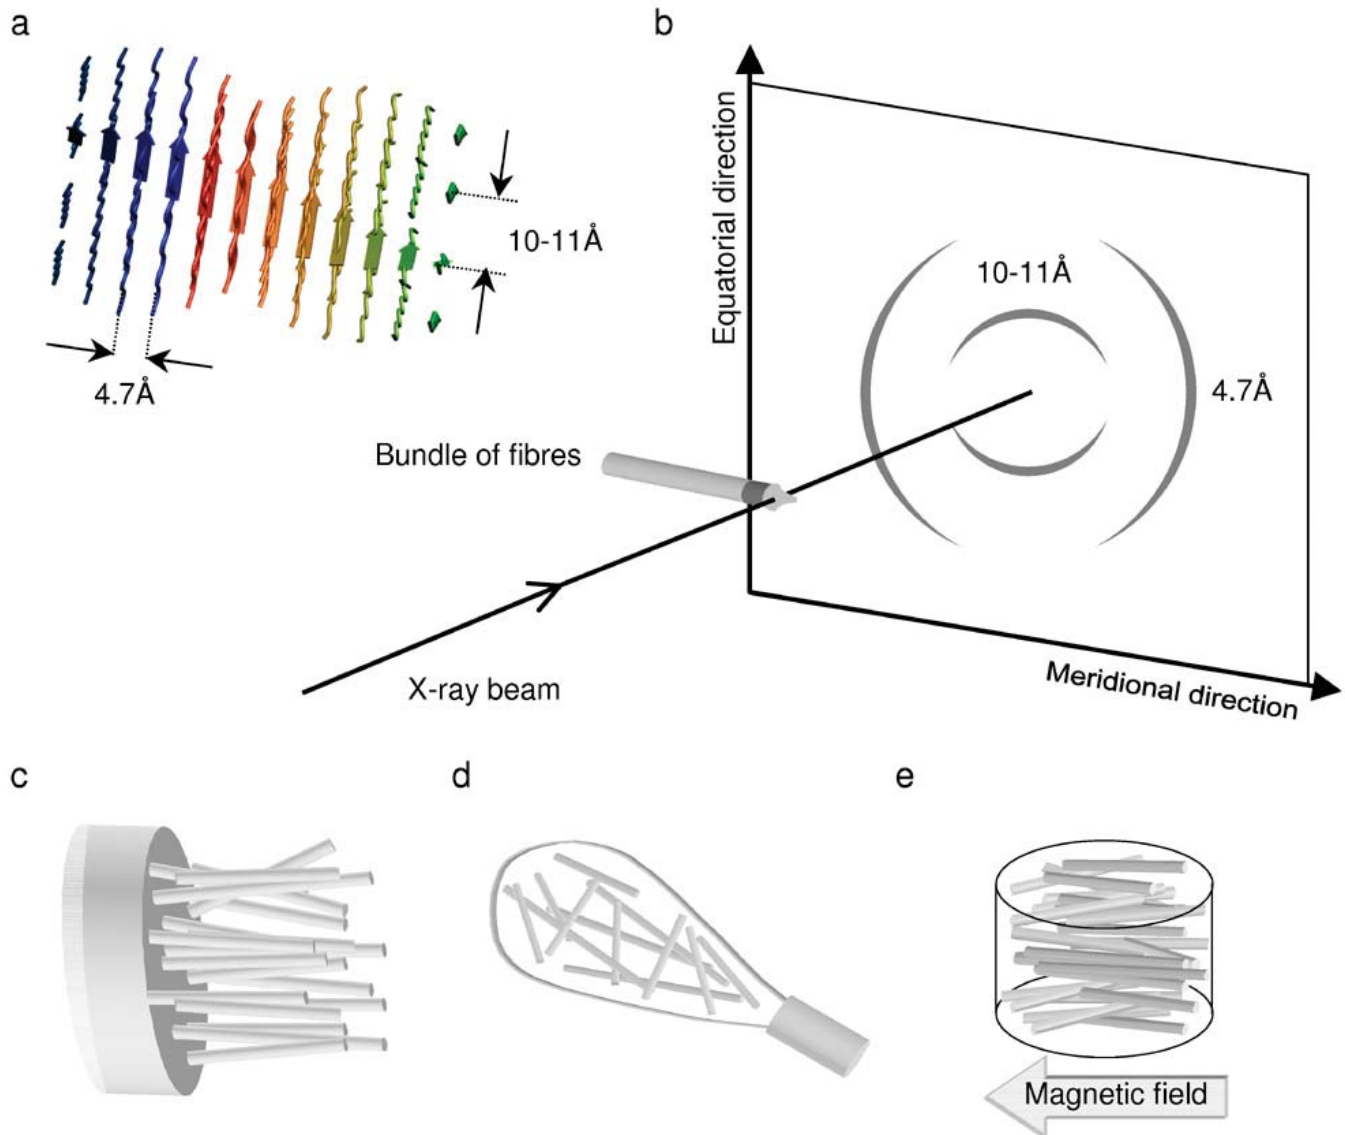 a
b
10-11Å
4.7Å
Equatorial direction
10-11Å
4.7Å
Bundle of fibres
X-ray beam
Meridional direction
c
d
e
Magnetic field